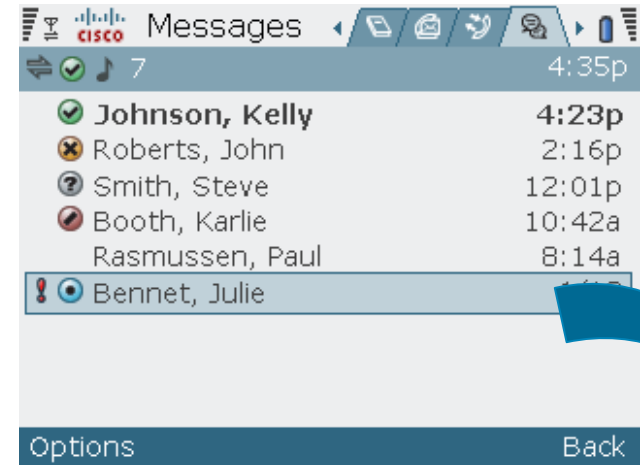 cisco Messages
7 4:35p
Johnson, Kelly 4:23p
Roberts, John 2:16p
Smith, Steve 12:01p
Booth, Karlie 10:42a
Rasmussen, Paul 8:14a
Bennet, Julie
Options Back